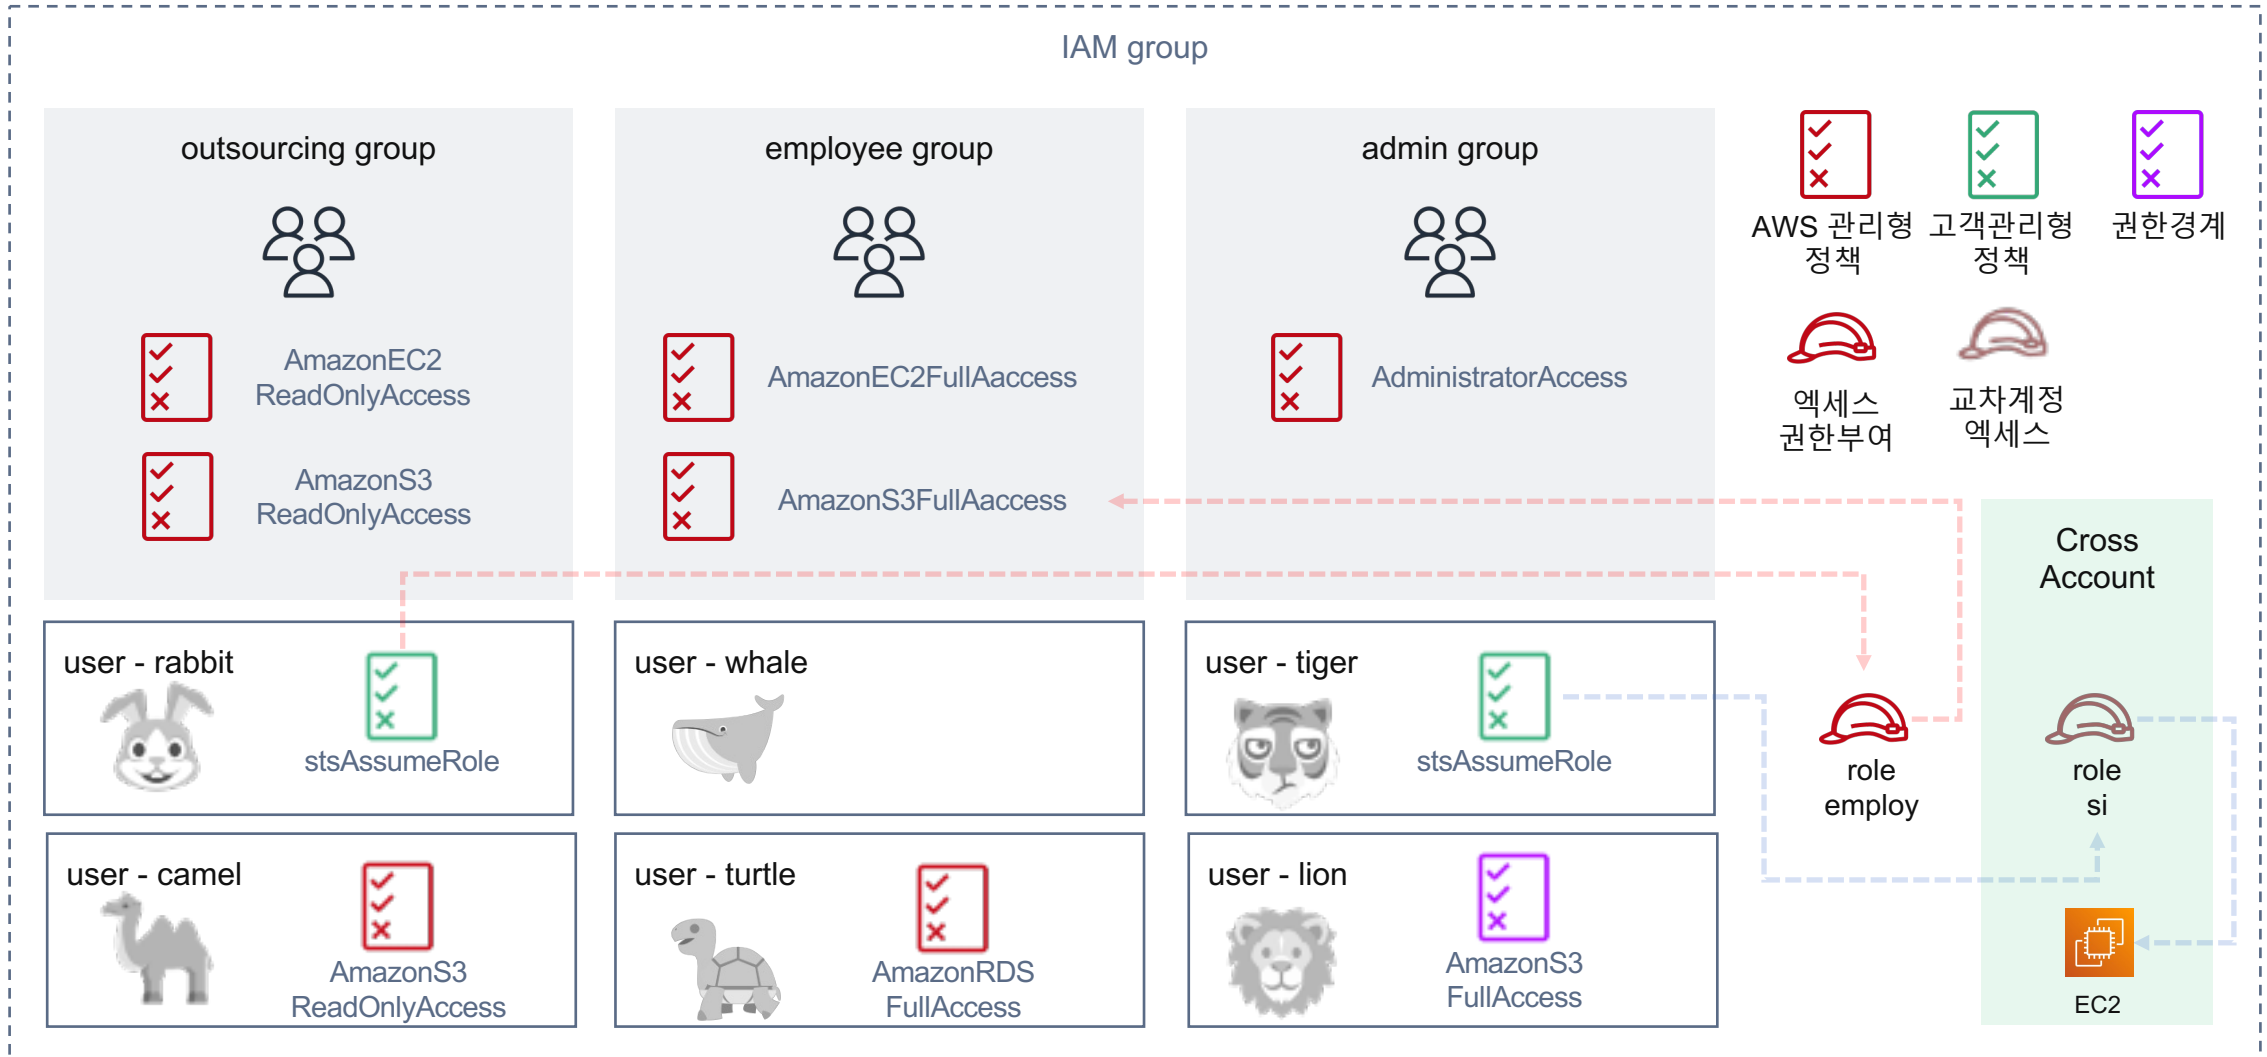 IAM group
outsourcing group
AmazonEC2
ReadOnlyAccess
AmazonS3
ReadOnlyAccess
employee group
AmazonEC2FullAaccess
AmazonS3FullAaccess
admin group
AdministratorAccess
AWS 관리형
정책
고객관리형
정책
권한경계
엑세스
권한부여
교차계정
엑세스
user - rabbit
stsAssumeRole
user - whale
user - tiger
stsAssumeRole
user - camel
AmazonS3
ReadOnlyAccess
user - turtle
AmazonRDS
FullAccess
user - lion
AmazonS3
FullAccess
role
employ
Cross
Account
role
si
EC2